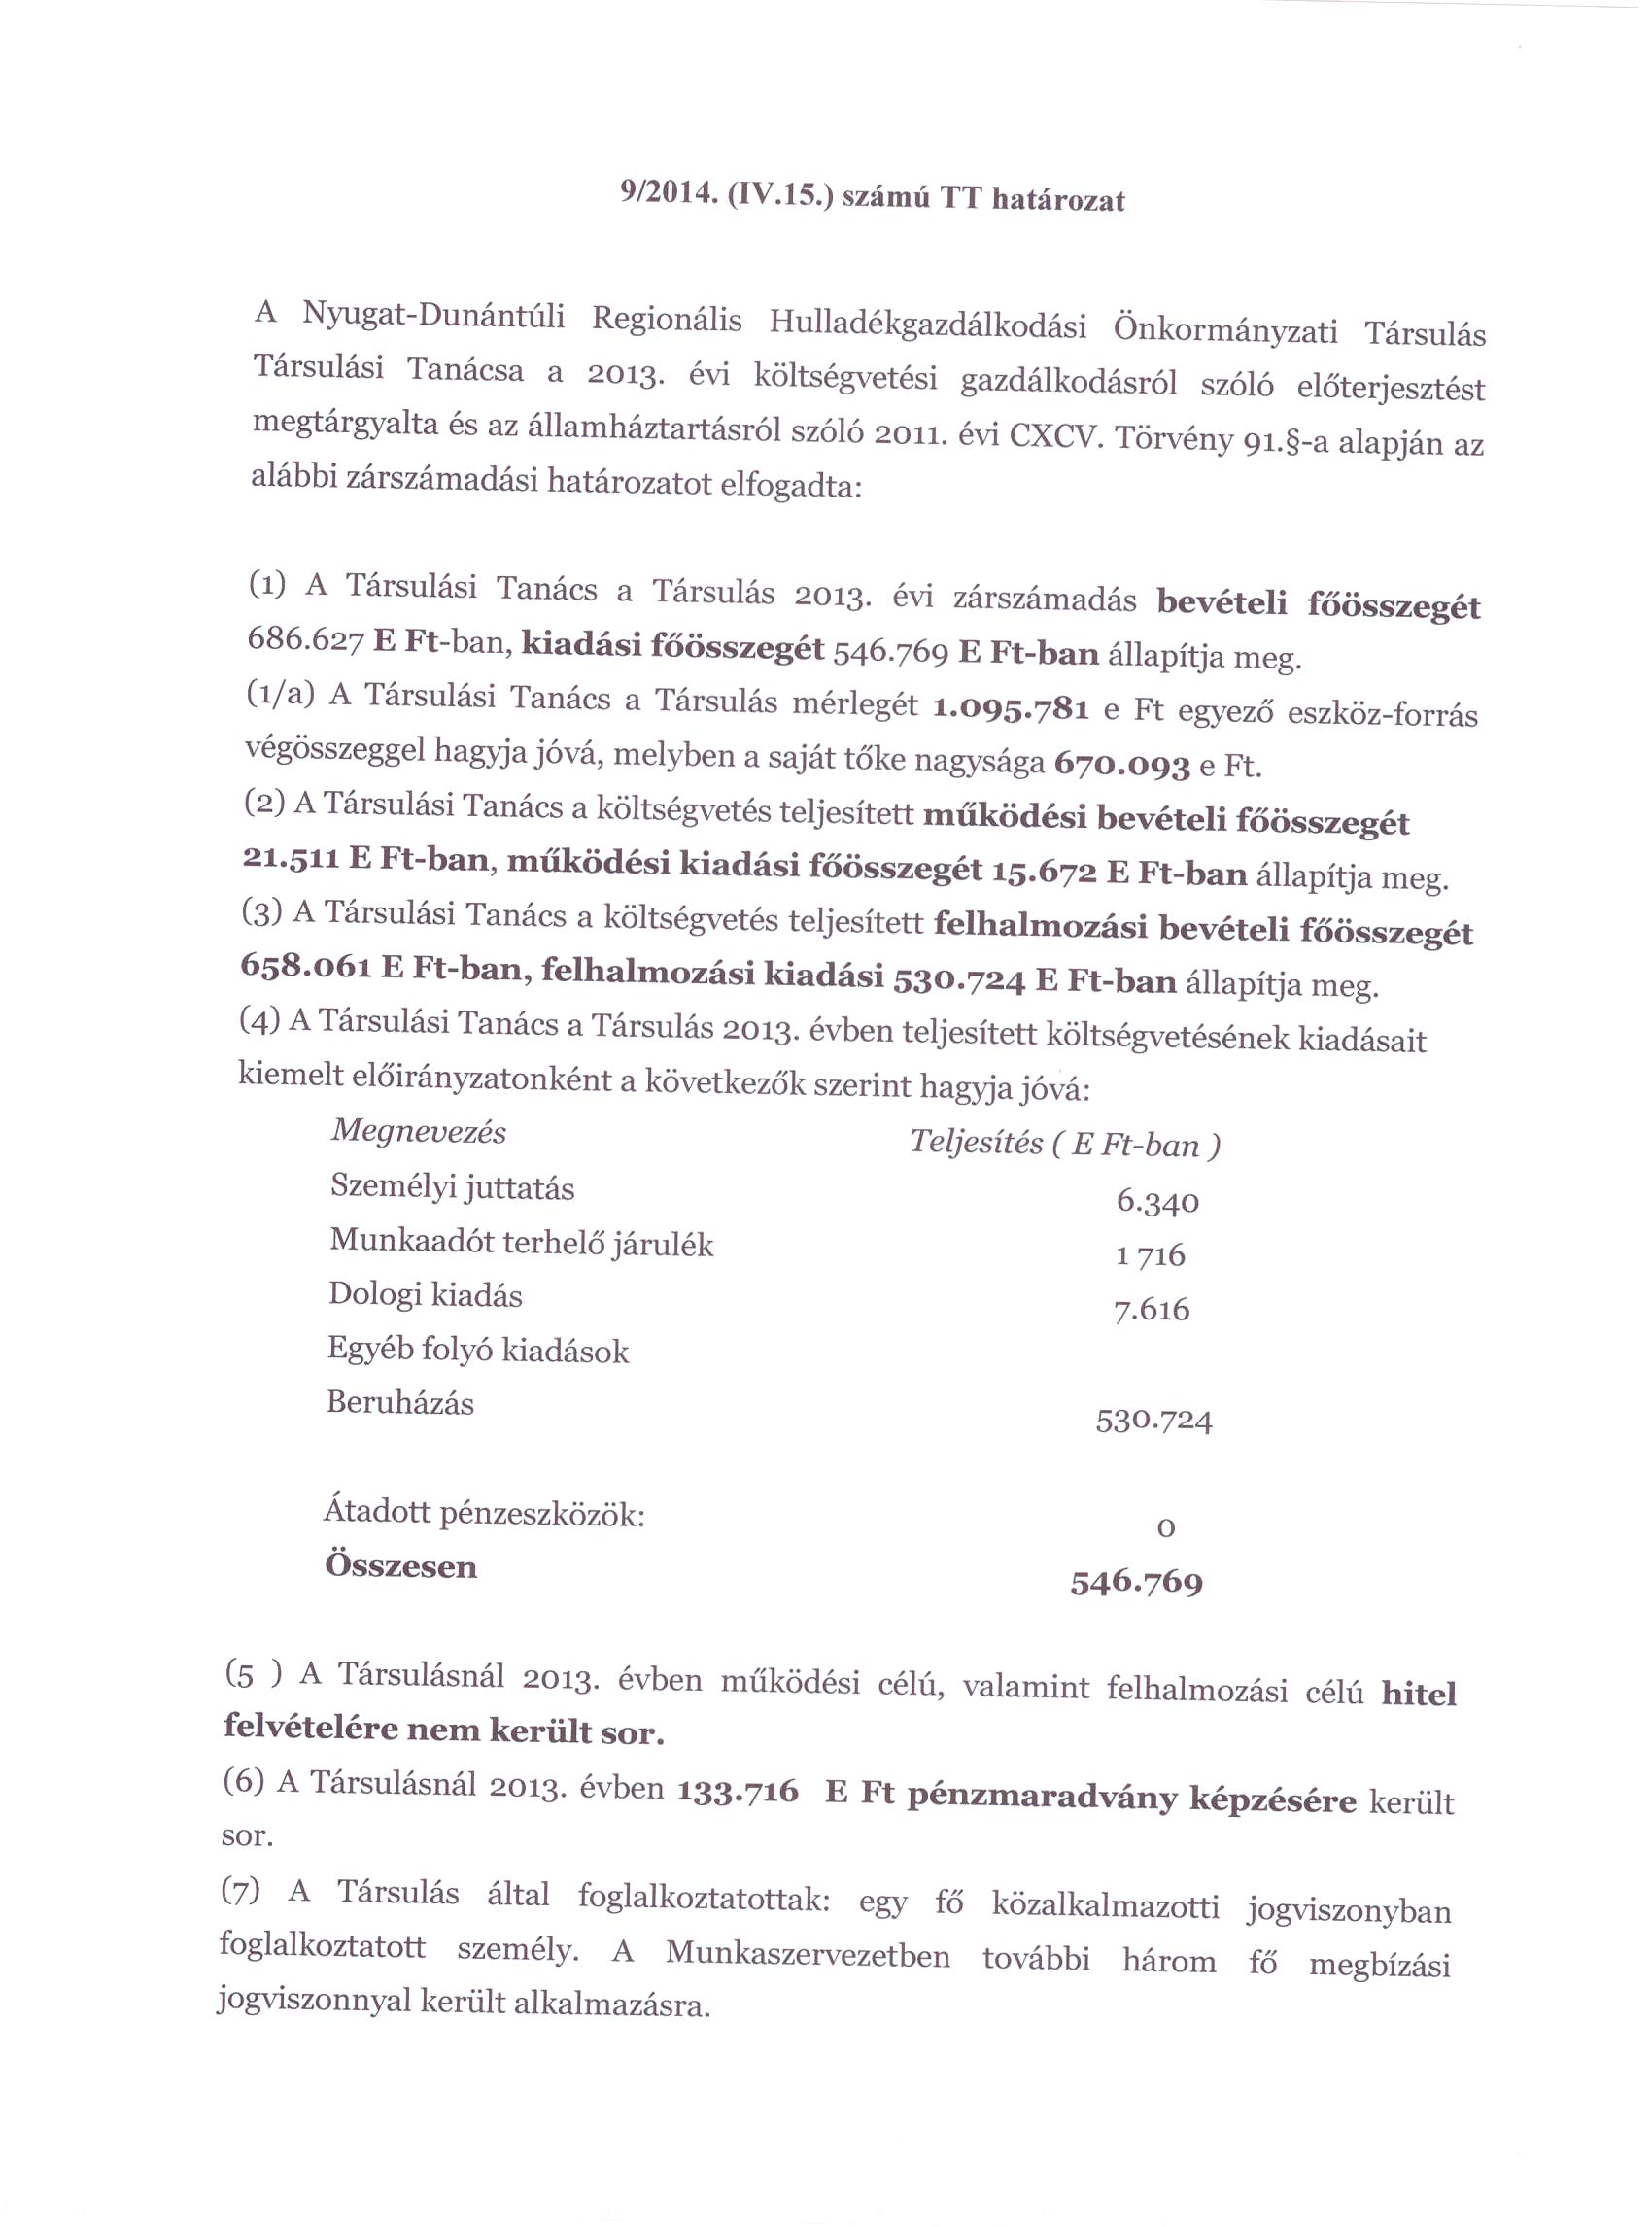 9/2014. (IV.15.) számú TT határozat
A Nyugat-Dunántúli Regionális Hulladékgazdálkodási Önkormányzati Társulás
Társulási Tanácsa a 2013. évi költségvetési gazdálkodásról szóló előterjesztést
megtárgyalta és az államháztartásról szóló 2011. évi CXCV. Törvény 91.§-a alapján az
alábbi zárszámadási határozatot elfogadta:
(1) A Társulási Tanács a Társulás 2013. évi zárszámadás bevételi főösszegét
686.627 E Ft-ban, kiadási főösszegét 546.769 E Ft-ban állapítja meg.
(1/a) A Társulási Tanács a Társulás mérlegét 1.095.781 e Ft egyező eszköz-forrás
végösszeggel hagyja jóvá, melyben a saját tőke nagysága 670.093 e Ft.
(2) A Társulási Tanács a költségvetés teljesített működési bevételi főösszegét
21.511 E Ft-ban, működési kiadási főösszegét 15.672 E Ft-ban állapítja meg.
(3) A Társulási Tanács a költségvetés teljesített felhalmozási bevételi főösszegét
658.061 E Ft-ban, felhalmozási kiadási 530.724 E Ft-ban állapítja meg.
(4) A Társulási Tanács a Társulás 2013. évben teljesített költségvetésének kiadásait
kiemelt előirányzatonként a következők szerint hagyja jóvá:
Megnevezés Teljesítés ( E Ft-ban )
Személyi juttatás 6.340
Munkaadót terhelő járulék 1 716
Dologi kiadás 7.616
Egyéb folyó kiadások
Beruházás 530.724
Átadott pénzeszközök: 0
Összesen 546.769
(5 ) A Társulásnál 2013. évben működési célú, valamint felhalmozási célú hitel
felvételére nem került sor.
(6) A Társulásnál 2013. évben 133.716 E Ft pénzmaradvány képzésére került
sor.
(7) A Társulás által foglalkoztatottak: egy fő közalkalmazotti jogviszonyban
foglalkoztatott személy. A Munkaszervezetben további három fő megbízási
jogviszonnyal került alkalmazásra.